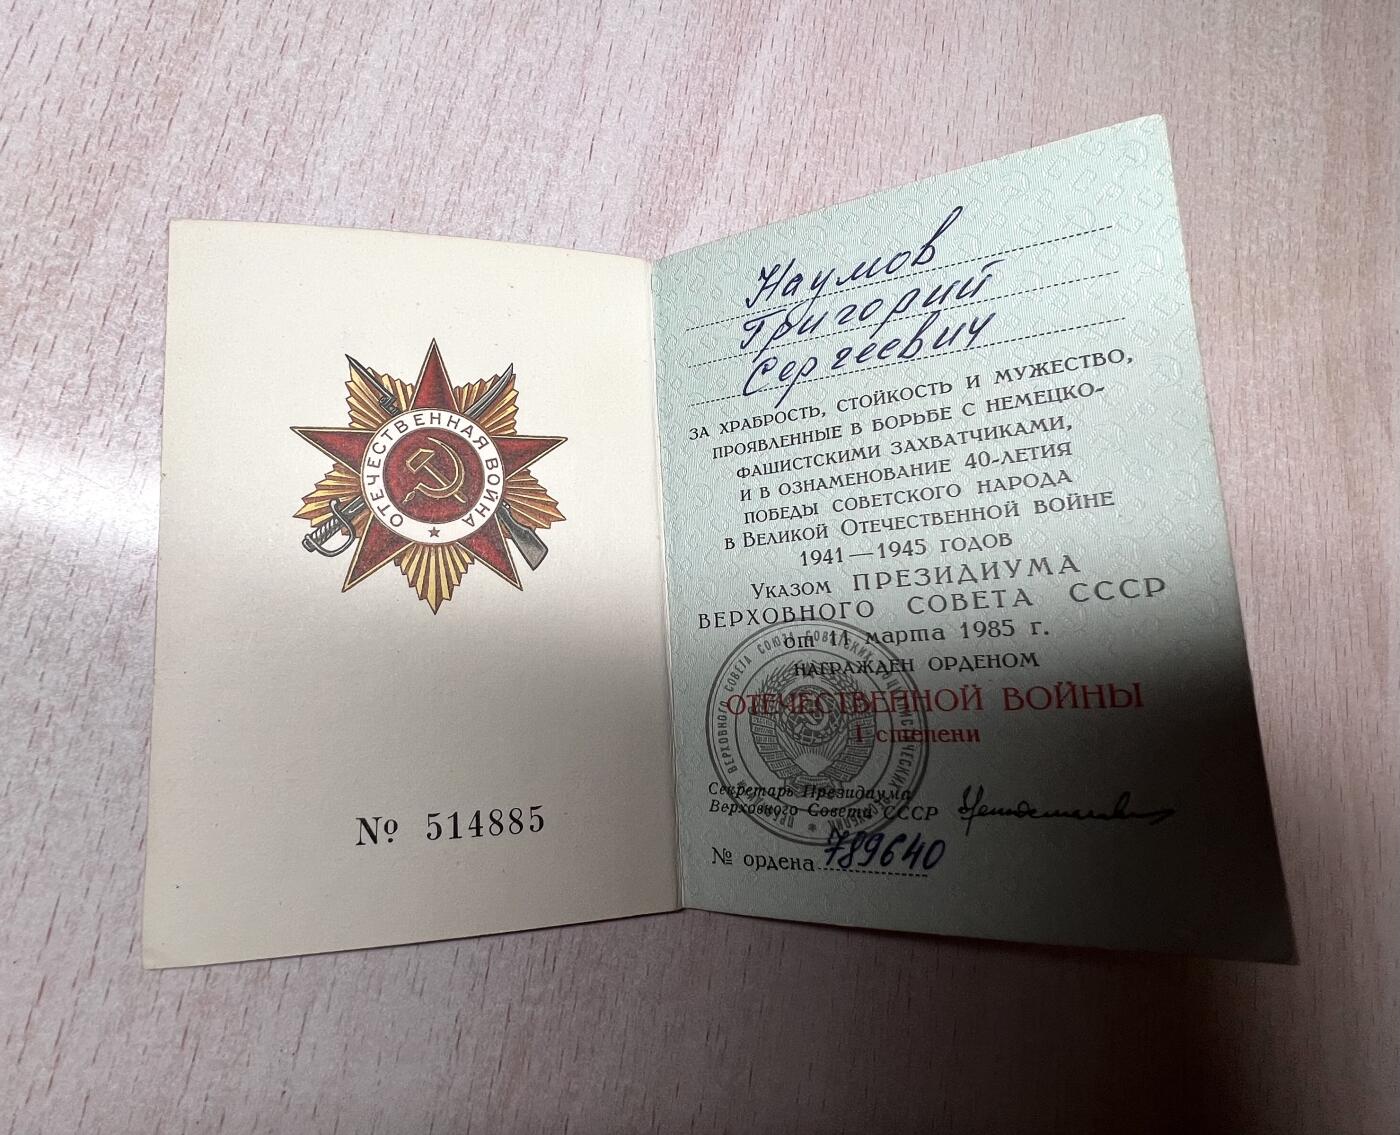 ОТЕЧЕСТВЕННАЯ ВОЙНА
№ 514885
Наумов
Григорий
Сергеевич
ЗА ХРАБРОСТЬ, СТОЙКОСТЬ И МУЖЕСТВО,
ПРОЯВЛЕННЫЕ В БОРЬБЕ С НЕМЕЦКО-
ФАШИСТСКИМИ ЗАХВАТЧИКАМИ,
И В ОЗНАМЕНОВАНИЕ 40-ЛЕТИЯ
ПОБЕДЫ СОВЕТСКОГО НАРОДА
В ВЕЛИКОЙ ОТЕЧЕСТВЕННОЙ ВОЙНЕ
1941—1945 ГОДОВ
УКАЗОМ ПРЕЗИДИУМА
ВЕРХОВНОГО СОВЕТА СССР
от 11 марта 1985 г.
НАГРАЖДЕН ОРДЕНОМ
ОТЕЧЕСТВЕННОЙ ВОЙНЫ
I степени
Секретарь Президиума
Верховного Совета СССР
№ ордена 789640